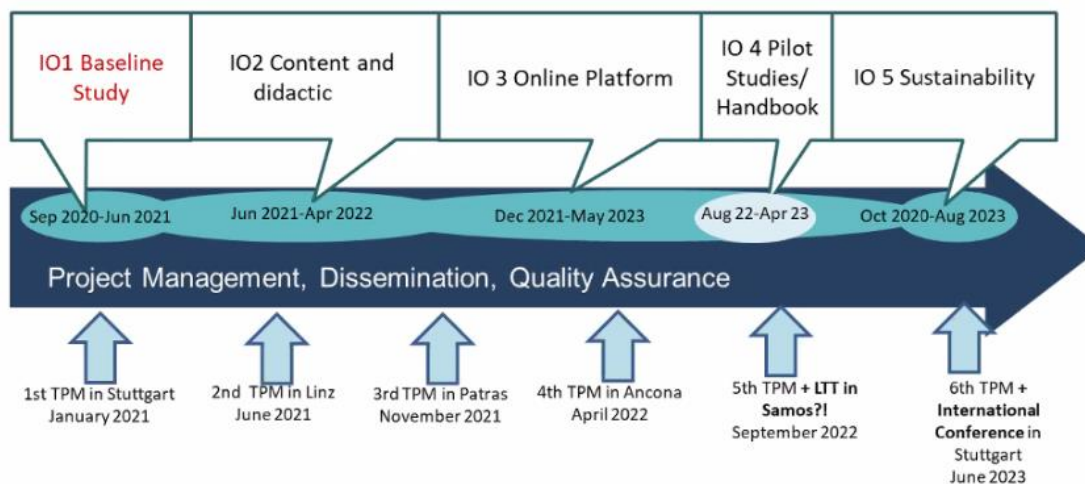 IO1 Baseline
Study
IO2 Content and
didactic
IO 3 Online Platform
IO 4 Pilot
Studies/
Handbook
IO 5 Sustainability
Sep 2020-Jun 2021
Jun 2021-Apr 2022
Dec 2021-May 2023
Aug 22-Apr 23
Oct 2020-Aug 2023
Project Management, Dissemination, Quality Assurance
1st TPM in Stuttgart
January 2021
2nd TPM in Linz
June 2021
3rd TPM in Patras
November 2021
4th TPM in Ancona
April 2022
5th TPM + LTT in
Samos?!
September 2022
6th TPM +
International
Conference in
Stuttgart
June 2023